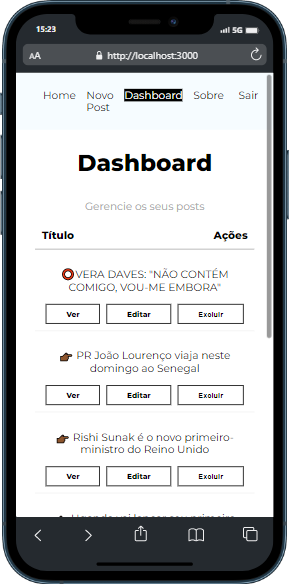 15:23 5G
AA http://localhost:3000
Home Novo Post Dashboard Sobre Sair
Dashboard
Gerencie os seus posts
Título Ações
⭕VERA DAVES: "NÃO CONTÉM
COMIGO, VOU-ME EMBORA"
Ver Editar Excluir
PR João Lourenço viaja neste
domingo ao Senegal
Ver Editar Excluir
Rishi Sunak é o novo primeiro-
ministro do Reino Unido
Ver Editar Excluir